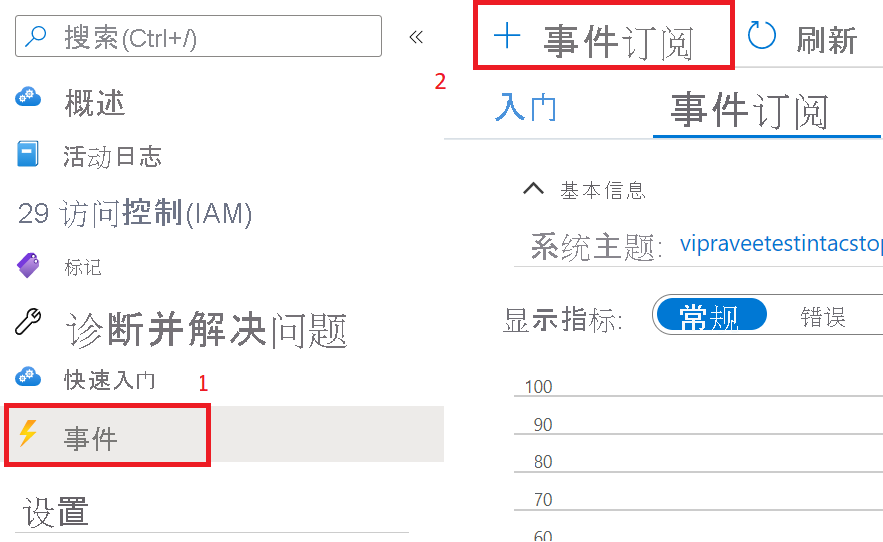 搜索(Ctrl+/)
概述
活动日志
29 访问控制(IAM)
标记
诊断并解决问题
快速入门
1
事件
设置
2
事件订阅
刷新
入门
事件订阅
基本信息
系统主题: vipraveetestintacstop
显示指标: 常规 错误
100
90
80
70
60